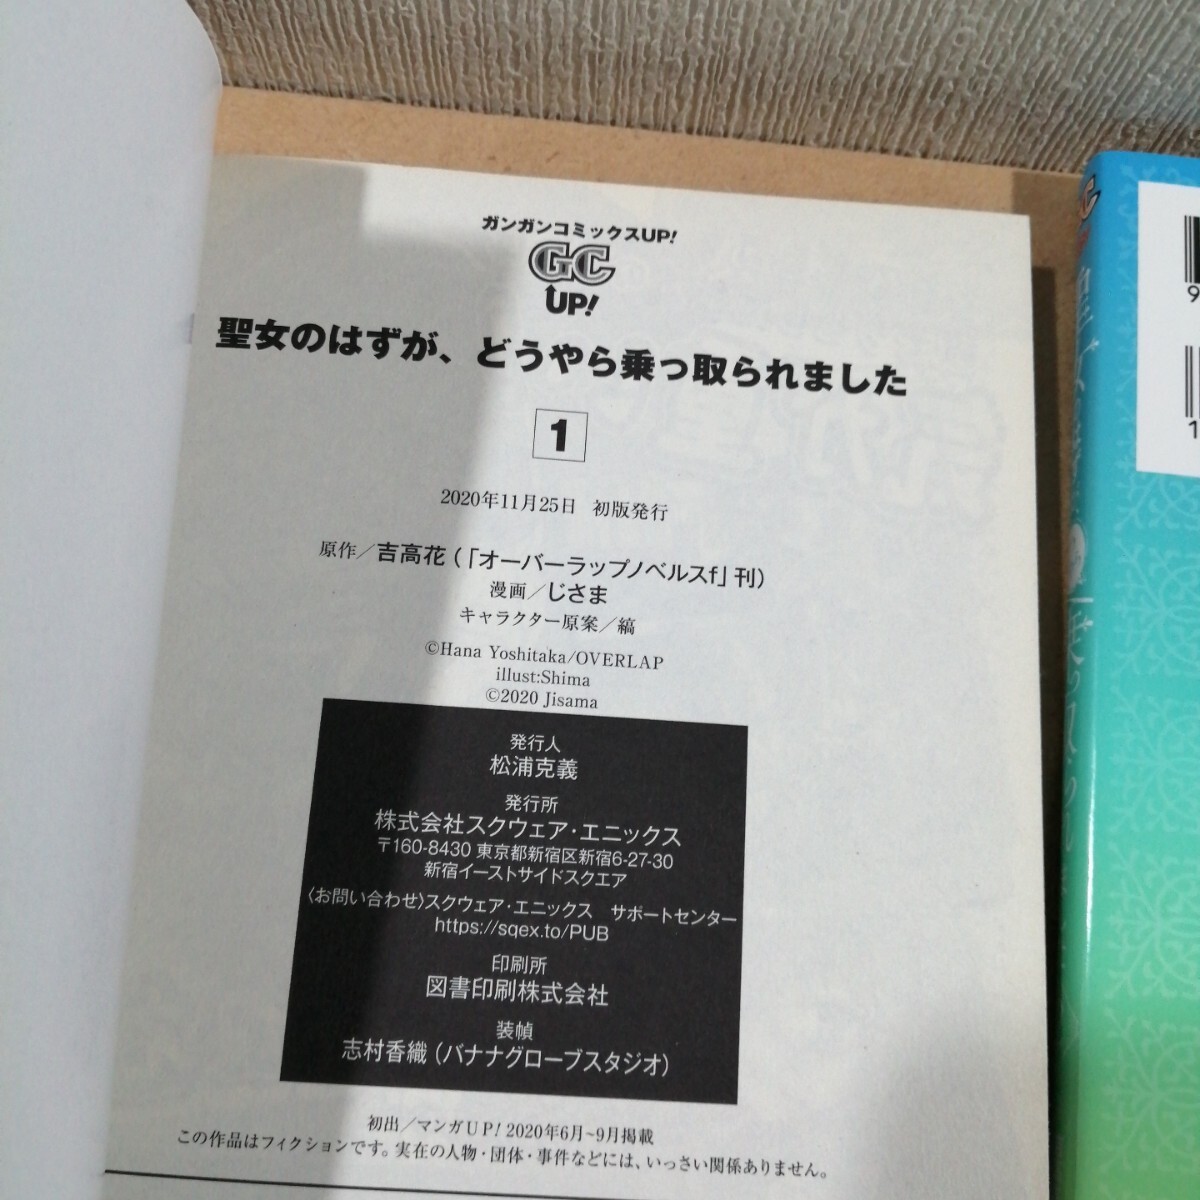 ガンガンコミックスUP!
GC
UP!
聖女のはずが、どうやら乗っ取られました
1
2020年11月25日 初版発行
原作／吉高花(「オーバーラップノベルスf」刊)
漫画／じさま
キャラクター原案／縞
©Hana Yoshitaka/OVERLAP
illust:Shima
©2020 Jisama
発行人
松浦克義
発行所
株式会社スクウェア・エニックス
〒160-8430 東京都新宿区新宿6-27-30
新宿イーストサイドスクエア
〈お問い合わせ〉スクウェア・エニックス サポートセンター
https://sqex.to/PUB
印刷所
図書印刷株式会社
装幀
志村香織(バナナグローブスタジオ)
初出／マンガUP! 2020年6月~9月掲載
この作品はフィクションです。実在の人物・団体・事件などには、いっさい関係ありません。
9
1